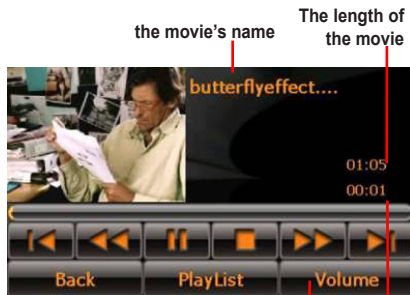 the movie's name
The length of
the movie
butterflyeffect....
01:05
00:01
Back PlayList Volume